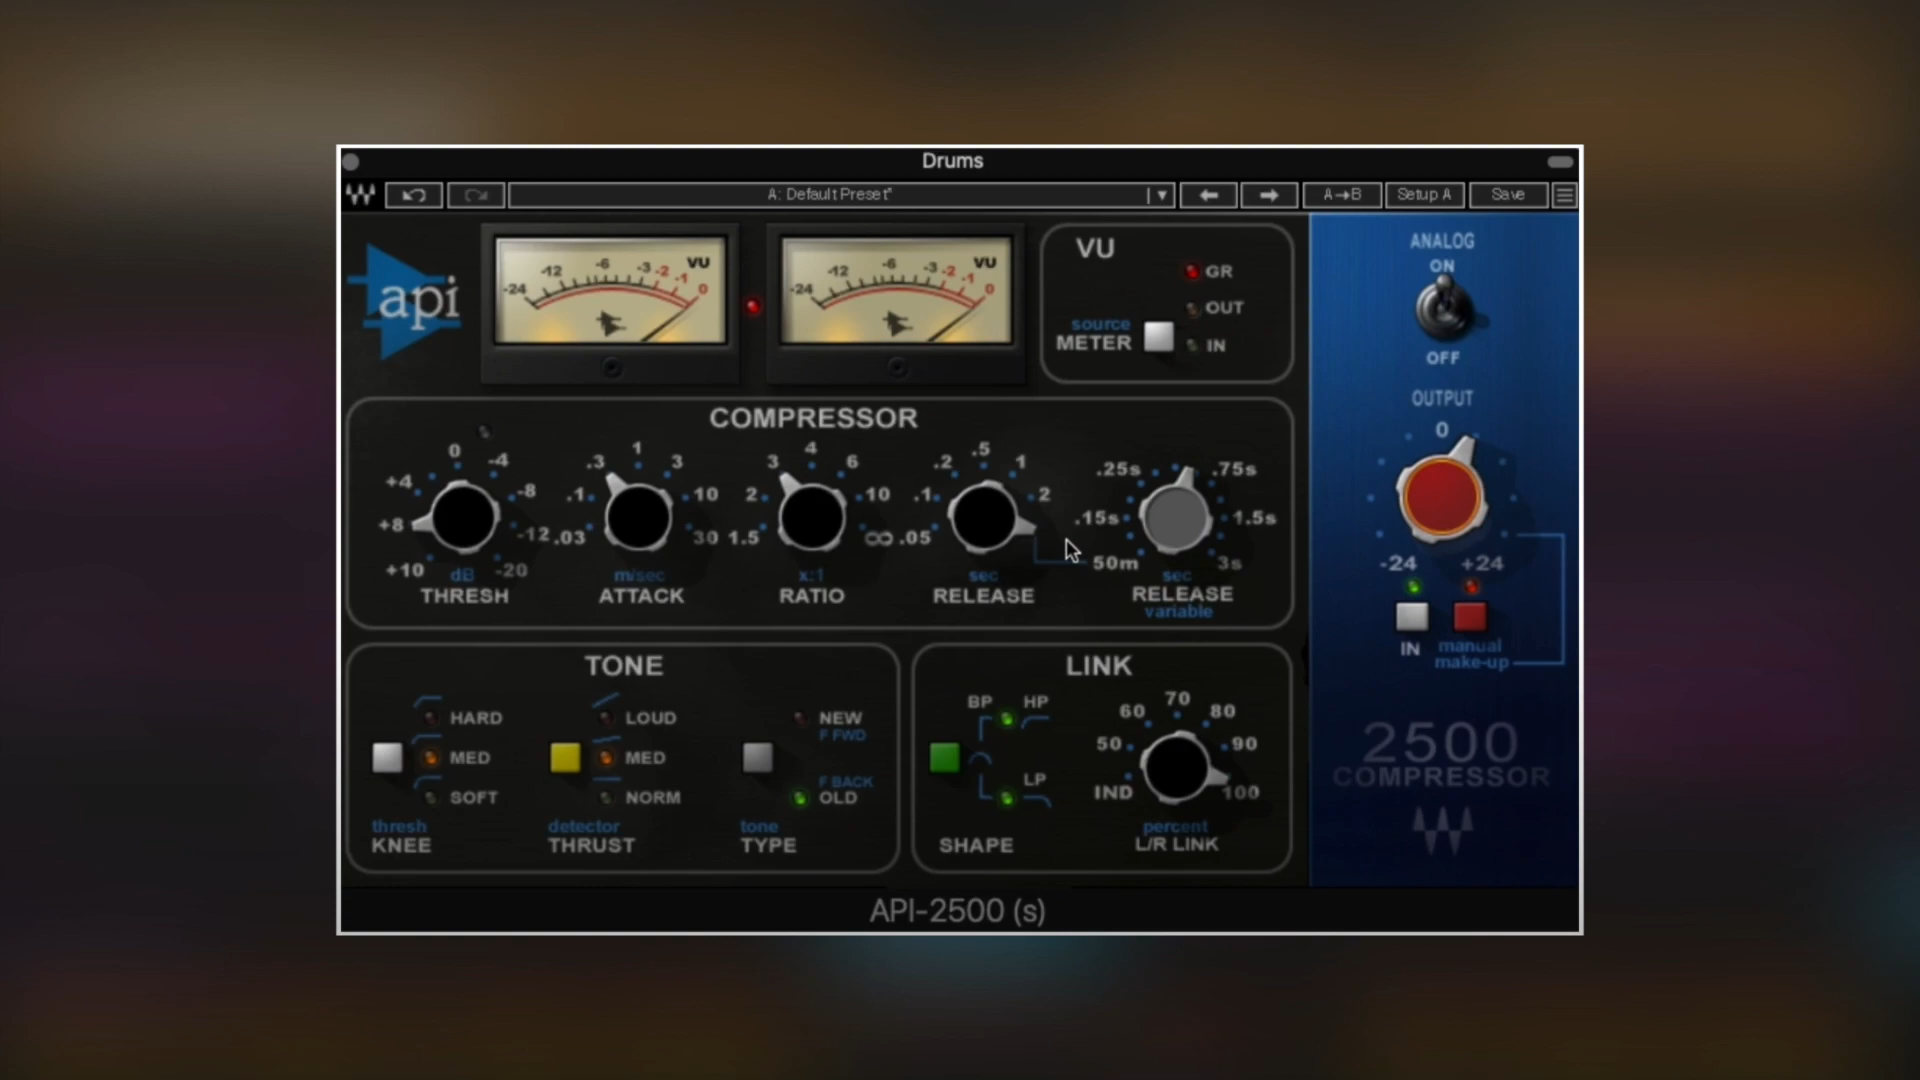 Drums
A: Default Preset*
A→B
Setup A
Save
api
-24 -12 -6 -3 -2 -1 0 VU
-24 -12 -6 -3 -2 -1 0 VU
VU
GR
OUT
IN
source
METER
ANALOG
ON
OFF
OUTPUT
0
-24 +24
IN
manual
make-up
COMPRESSOR
+10 +8 +4 0 -4 -8 -12 -20
dB
THRESH
.03 .1 .3 1 3 10 30
m/sec
ATTACK
1.5 2 3 4 6 10 ∞
x:1
RATIO
.05 .1 .2 .5 1 2
sec
RELEASE
50m .15s .25s .75s 1.5s 3s
sec
RELEASE
variable
TONE
HARD
MED
SOFT
thresh
KNEE
LOUD
MED
NORM
detector
THRUST
NEW
F FWD
F BACK
OLD
tone
TYPE
LINK
BP HP
LP
SHAPE
IND 50 60 70 80 90 100
percent
L/R LINK
2500
COMPRESSOR
API-2500 (s)